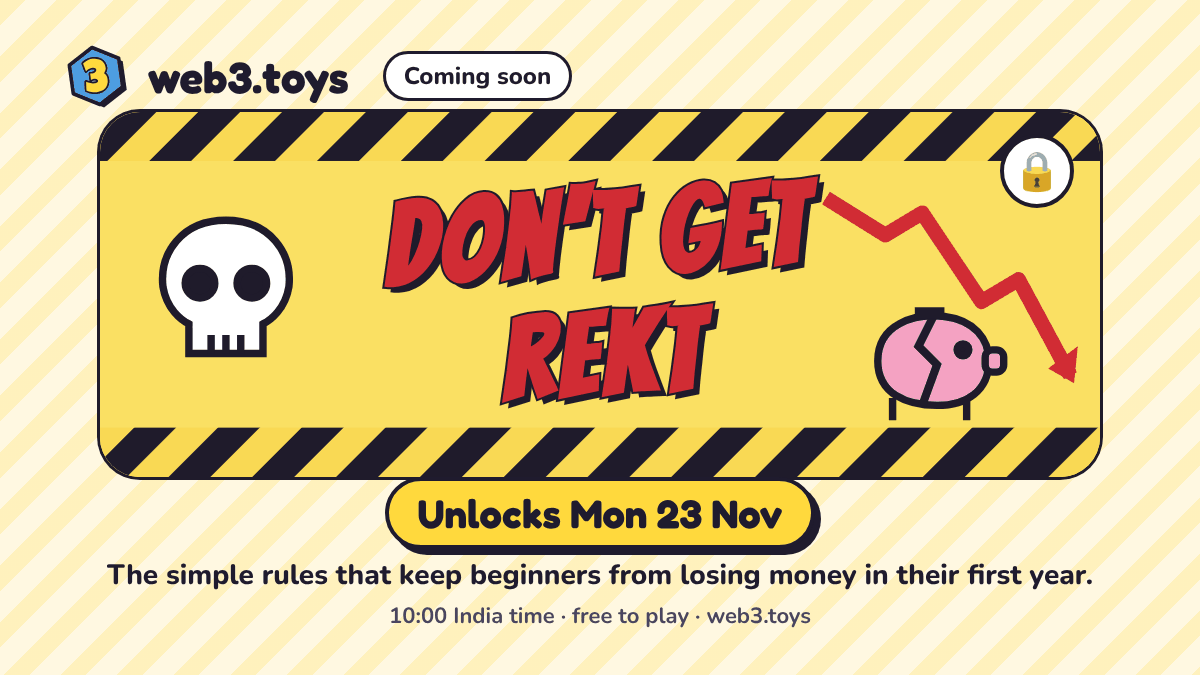 3 web3.toys
Coming soon
DON'T GET
REKT
Unlocks Mon 23 Nov
The simple rules that keep beginners from losing money in their first year.
10:00 India time · free to play · web3.toys